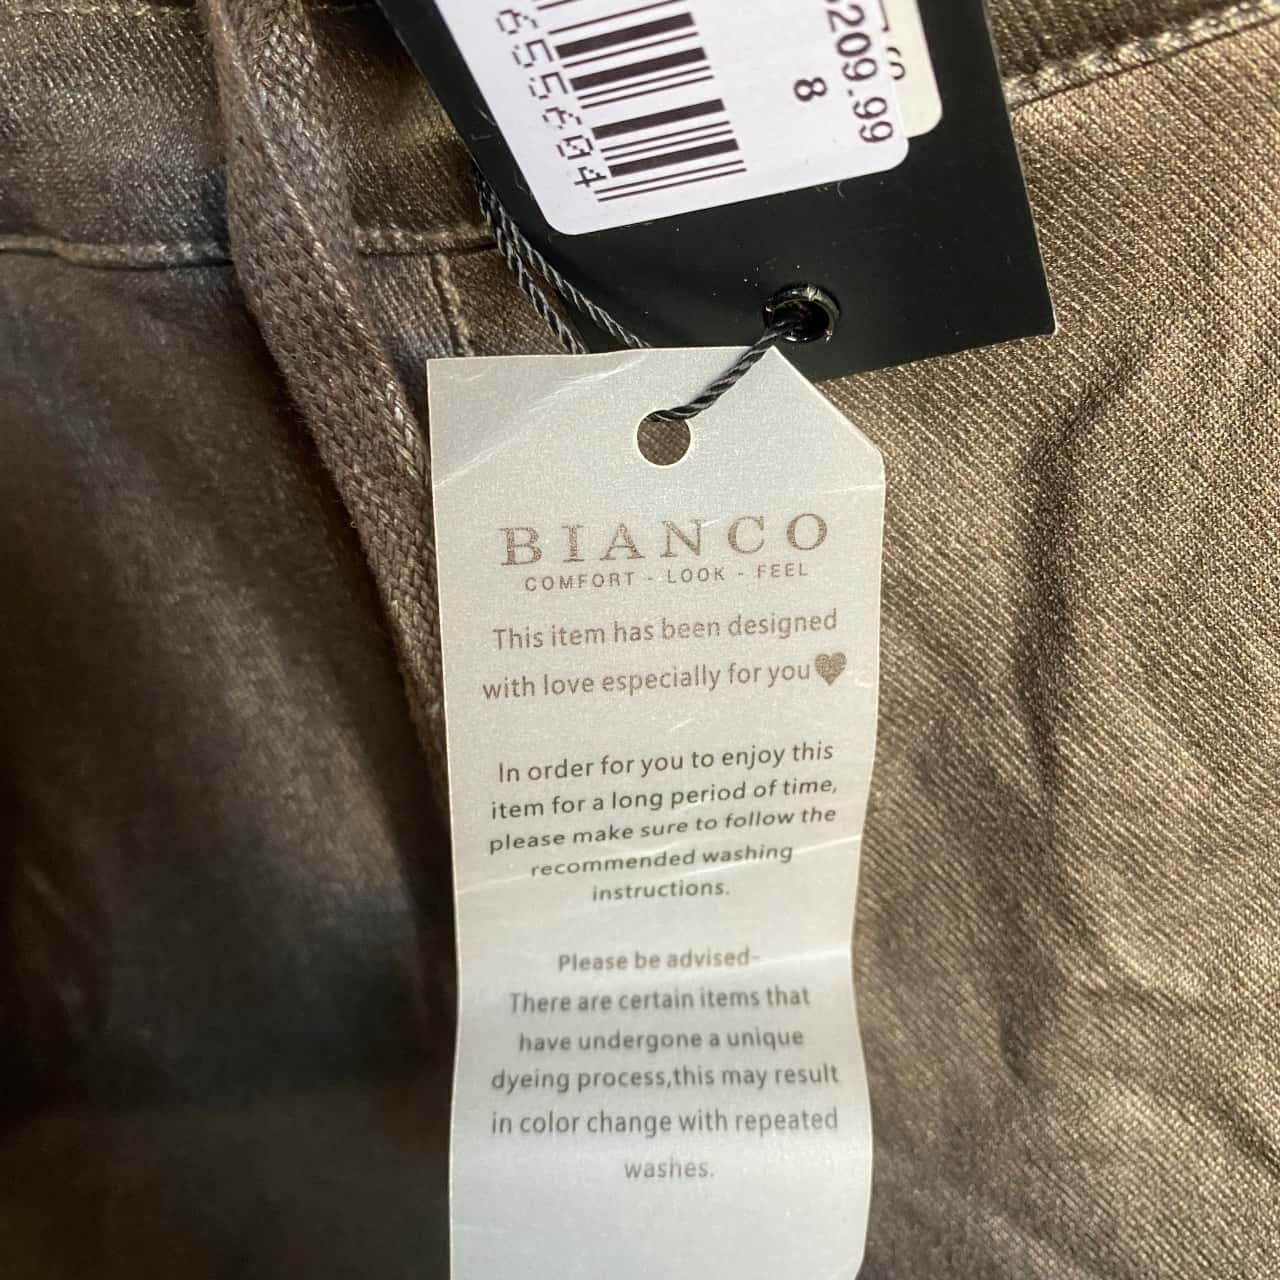 $209.99
8
655604
BIANCO
COMFORT - LOOK - FEEL
This item has been designed
with love especially for you♥
In order for you to enjoy this
item for a long period of time,
please make sure to follow the
recommended washing
instructions.
Please be advised-
There are certain items that
have undergone a unique
dyeing process,this may result
in color change with repeated
washes.